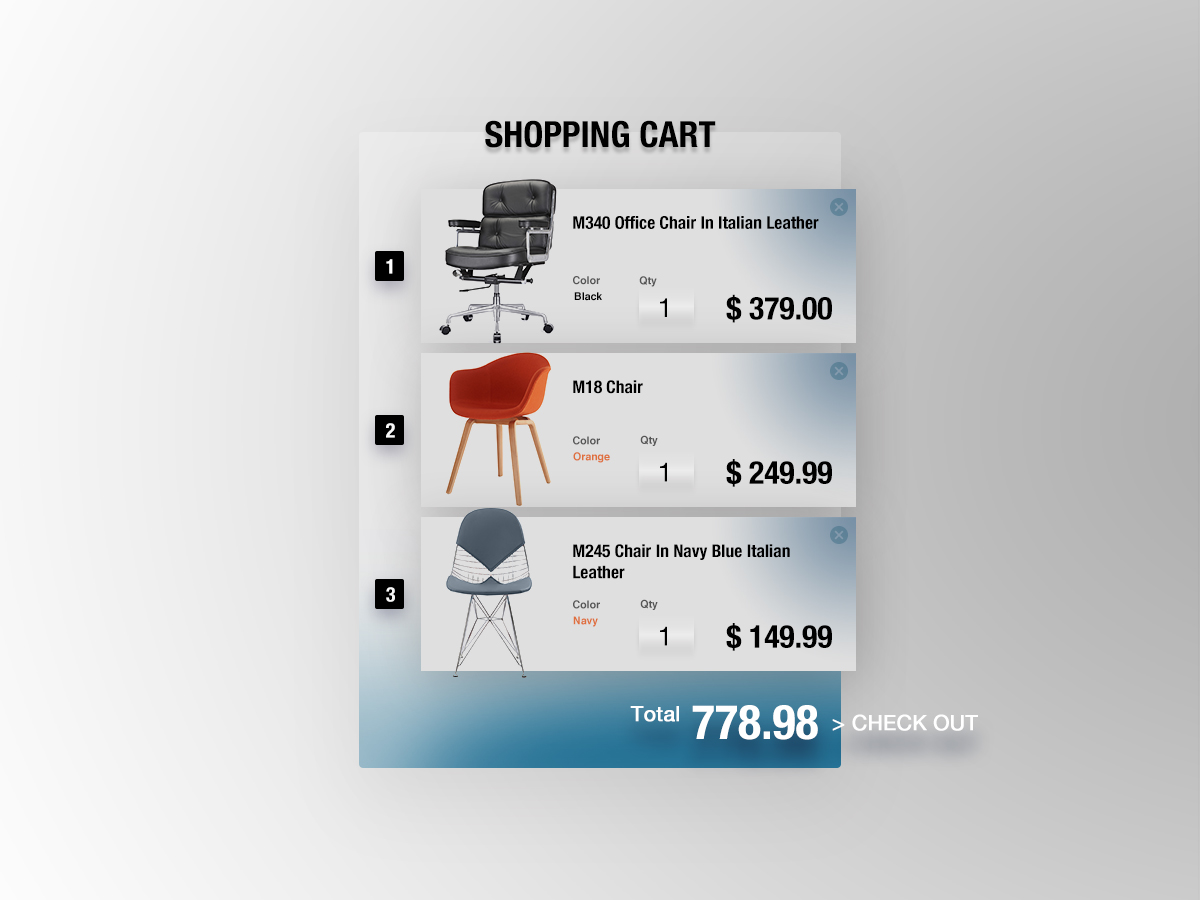 SHOPPING CART
1
M340 Office Chair In Italian Leather
Color
Qty
Black
1
$ 379.00
2
M18 Chair
Color
Qty
Orange
1
$ 249.99
3
M245 Chair In Navy Blue Italian
Leather
Color
Qty
Navy
1
$ 149.99
Total 778.98 > CHECK OUT